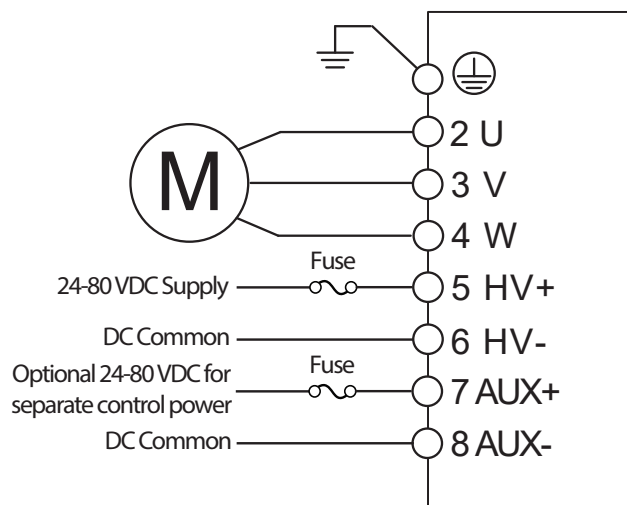 2 U
M
3 V
4 W
Fuse
24-80 VDC Supply
5 HV+
DC Common
6 HV-
Optional 24-80 VDC for
separate control power
Fuse
7 AUX+
DC Common
8 AUX-